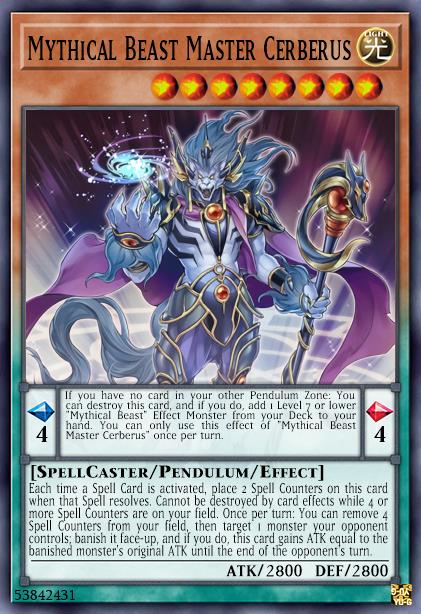 MYTHICAL BEAST MASTER CERBERUS
LIGHT
光
If you have no card in your other Pendulum Zone: You
can destroy this card, and if you do, add 1 Level 7 or lower
"Mythical Beast" Effect Monster from your Deck to your
hand. You can only use this effect of "Mythical Beast
Master Cerberus" once per turn.
4
4
[SPELLCASTER/PENDULUM/EFFECT]
Each time a Spell Card is activated, place 2 Spell Counters on this card
when that Spell resolves. Cannot be destroyed by card effects while 4 or
more Spell Counters are on your field. Once per turn: You can remove 4
Spell Counters from your field, then target 1 monster your opponent
controls; banish it face-up, and if you do, this card gains ATK equal to the
banished monster's original ATK until the end of the opponent's turn.
ATK/2800 DEF/2800
53842431